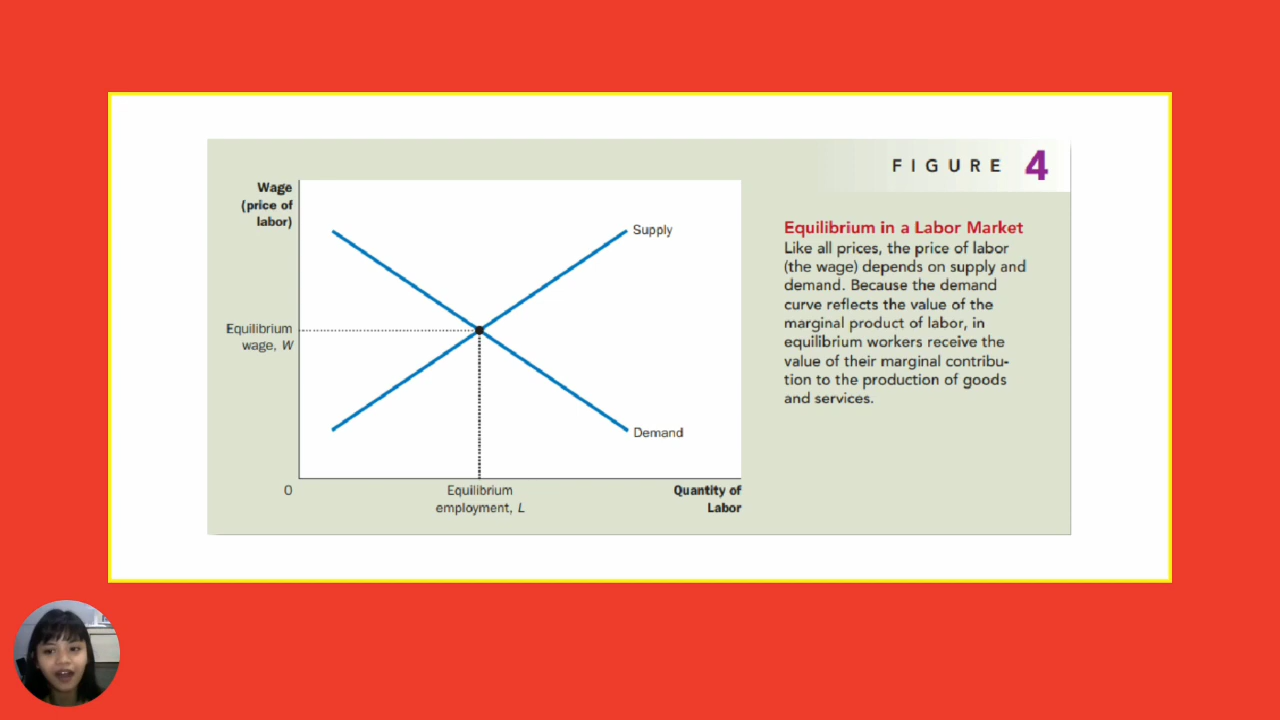 FIGURE 4
Wage
(price of
labor)
Supply
Equilibrium
wage, W
Demand
0
Equilibrium
employment, L
Quantity of
Labor
Equilibrium in a Labor Market
Like all prices, the price of labor
(the wage) depends on supply and
demand. Because the demand
curve reflects the value of the
marginal product of labor, in
equilibrium workers receive the
value of their marginal contribu-
tion to the production of goods
and services.